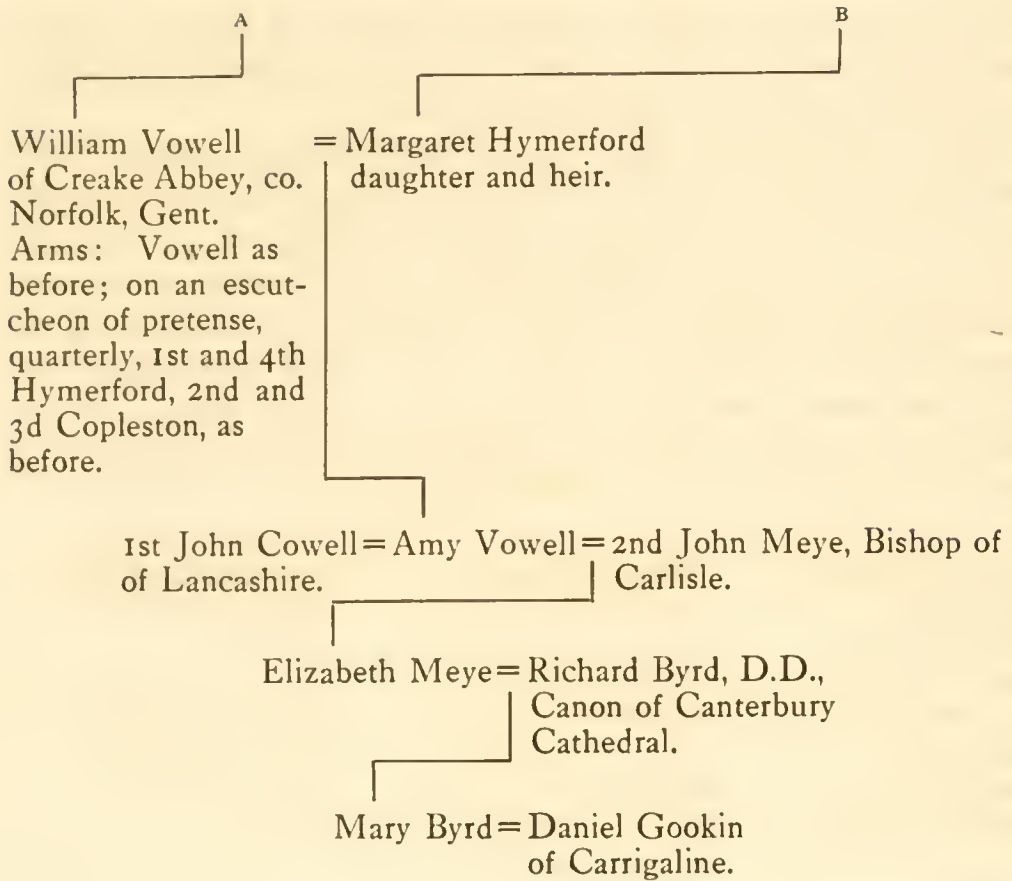 A
B
William Vowell = Margaret Hymerford
of Creake Abbey, co. daughter and heir.
Norfolk, Gent.
Arms: Vowell as
before; on an escut-
cheon of pretense,
quarterly, 1st and 4th
Hymerford, 2nd and
3d Copleston, as
before.
1st John Cowell = Amy Vowell = 2nd John Meye, Bishop of
of Lancashire. Carlisle.
Elizabeth Meye = Richard Byrd, D.D.,
Canon of Canterbury
Cathedral.
Mary Byrd = Daniel Gookin
of Carrigaline.